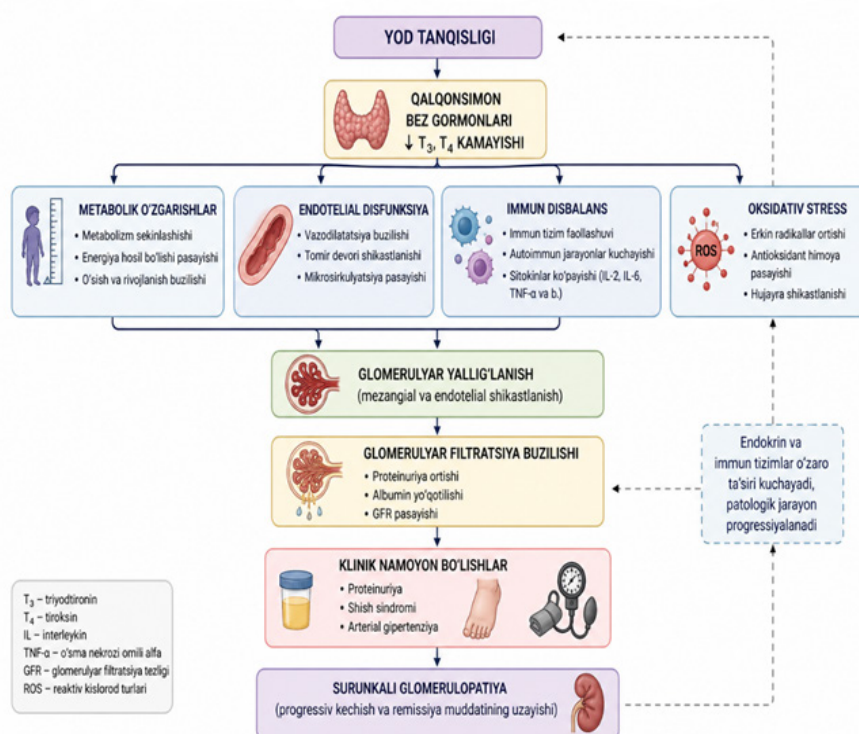 YOD TANQISLIGI
QALQONSIMON
BEZ GORMONLARI
↓ T₃, T₄ KAMAYISHI
METABOLIK O'ZGARISHLAR
• Metabolizm sekinlashishi
• Energiya hosil bo'lishi pasayishi
• O'sish va rivojlanish buzilishi
ENDOTELIAL DISFUNKSIYA
• Vazodilatatsiya buzilishi
• Tomir devori shikastlanishi
• Mikrosirkulyatsiya pasayishi
IMMUN DISBALANS
• Immun tizim faollashuvi
• Autoimmun jarayonlar kuchayishi
• Sitokinlar ko'payishi (IL-2, IL-6,
TNF-α va b.)
OKSIDATIV STRESS
ROS
• Erkin radikallar ortishi
• Antioksidant himoya
pasayishi
• Hujayra shikastlanishi
GLOMERULYAR YALLIG'LANISH
(mezangial va endotelial shikastlanish)
GLOMERULYAR FILTRATSIYA BUZILISHI
• Proteinuriya ortishi
• Albumin yo'qotilishi
• GFR pasayishi
Endokrin va
immun tizimlar o'zaro
ta'siri kuchayadi,
patologik jarayon
progressiyalanadi
KLINIK NAMOYON BO'LISHLAR
• Proteinuriya
• Shish sindromi
• Arterial gipertenziya
SURUNKALI GLOMERULOPATIYA
(progressiv kechish va remissiya muddatining uzayishi)
T₃ – triyodtironin
T₄ – tiroksin
IL – interleykin
TNF-α – o'sma nekrozi omili alfa
GFR – glomerulyar filtratsiya tezligi
ROS – reaktiv kislorod turlari